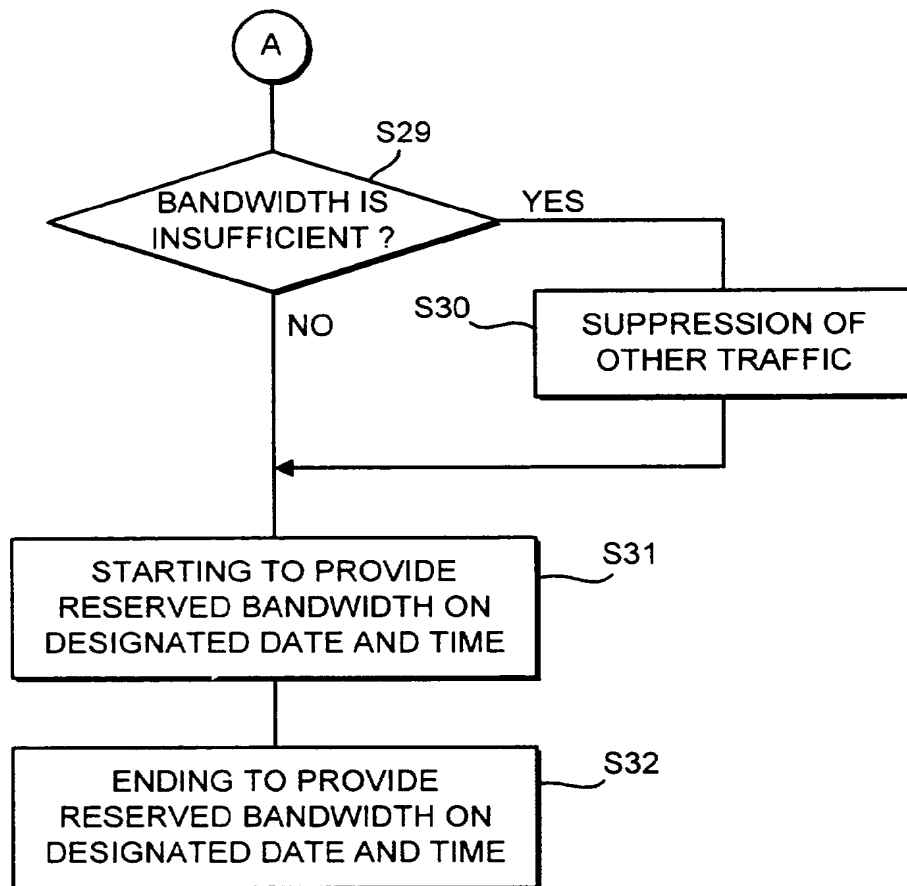 A
S29
BANDWIDTH IS
INSUFFICIENT ?
YES
NO
S30
SUPPRESSION OF
OTHER TRAFFIC
S31
STARTING TO PROVIDE
RESERVED BANDWIDTH ON
DESIGNATED DATE AND TIME
S32
ENDING TO PROVIDE
RESERVED BANDWIDTH ON
DESIGNATED DATE AND TIME